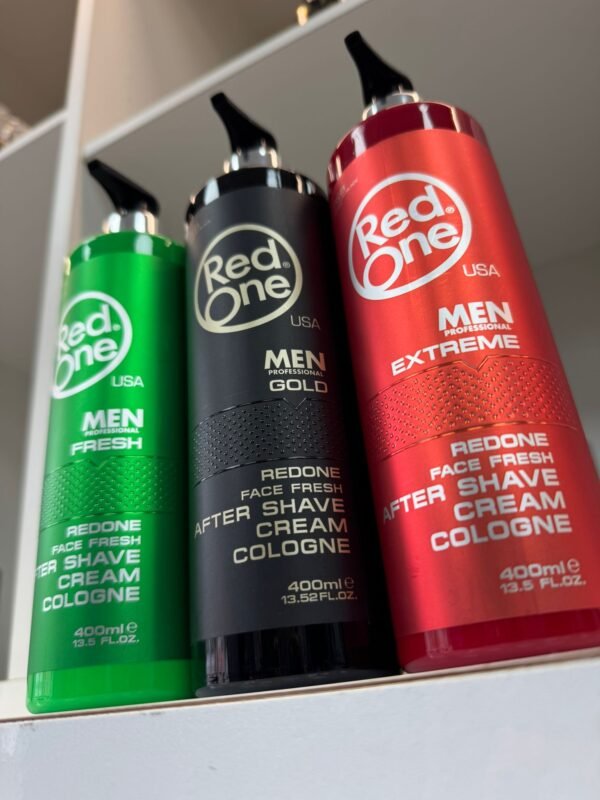 Red
One®
USA
MEN
PROFESSIONAL
FRESH
REDONE
FACE FRESH
TER SHAVE
CREAM
COLOGNE
400ml e
13.5 FL.OZ.
Red
One®
USA
MEN
PROFESSIONAL
GOLD
REDONE
FACE FRESH
AFTER SHAVE
CREAM
COLOGNE
400ml e
13.52 FL.OZ.
Red
One®
USA
MEN
PROFESSIONAL
EXTREME
REDONE
FACE FRESH
AFTER SHAVE
CREAM
COLOGNE
400ml e
13.5 FL.OZ.